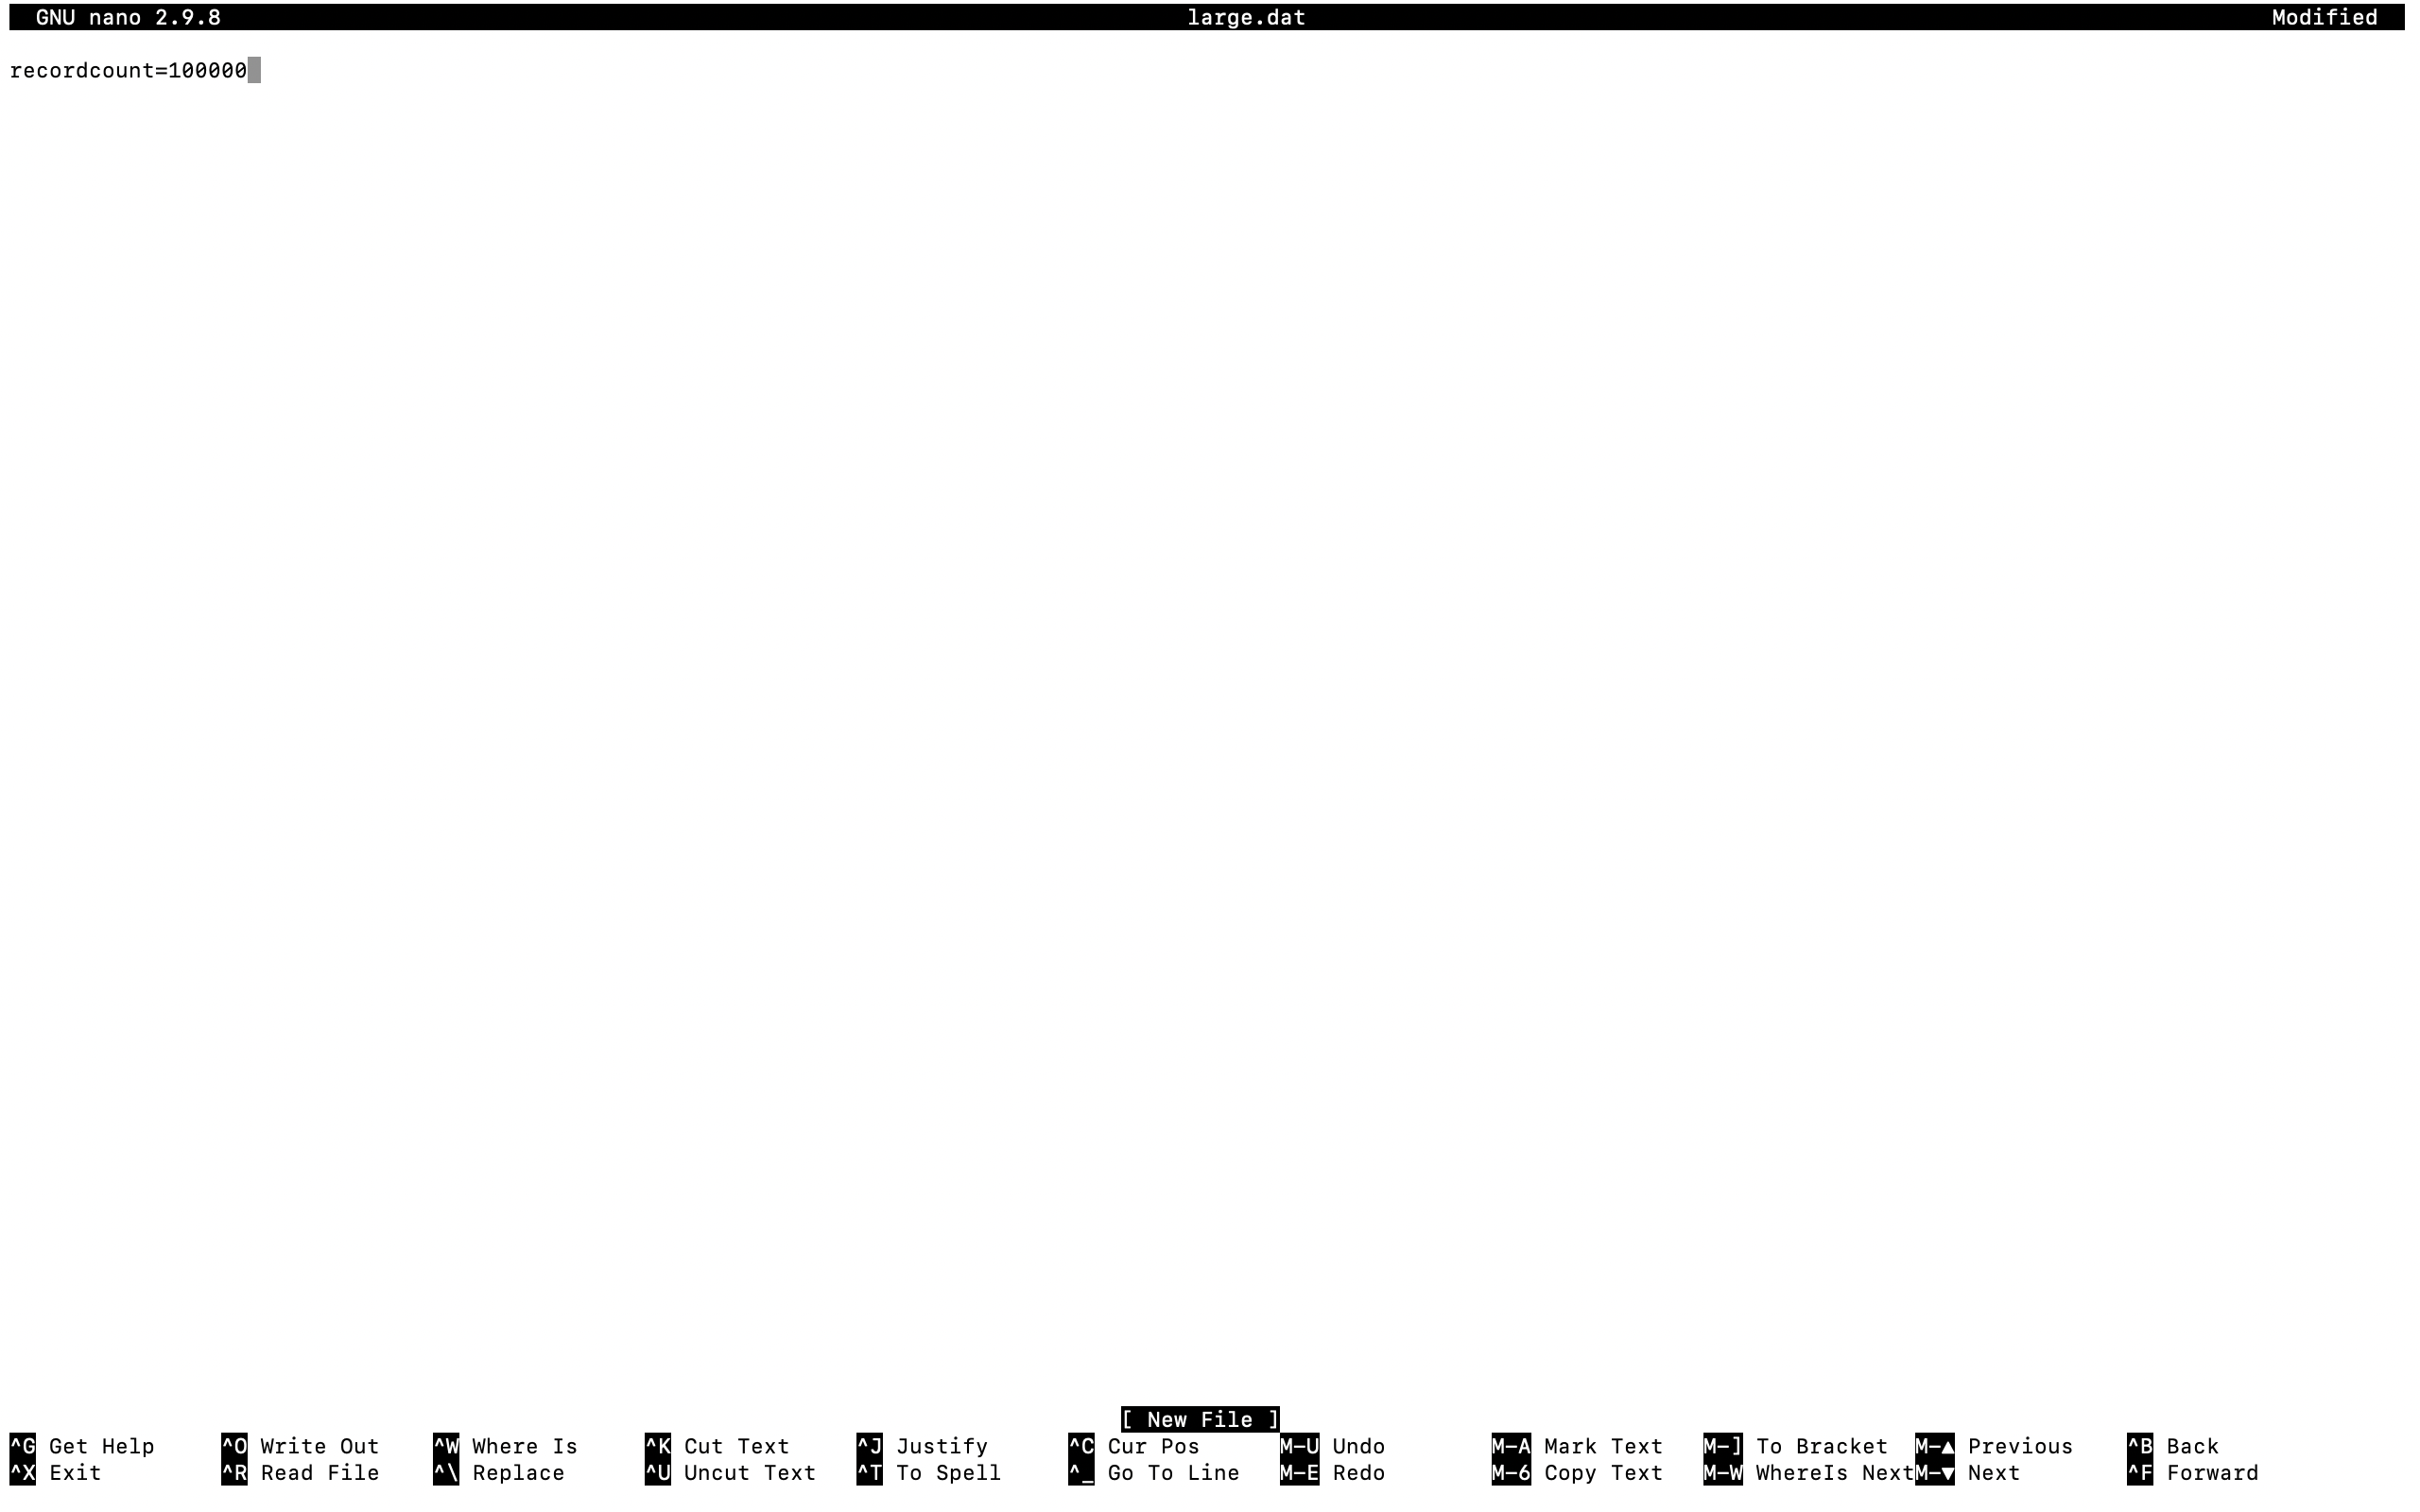 GNU nano 2.9.8 large.dat Modified
recordcount=100000
[ New File ]
^G Get Help ^O Write Out ^W Where Is ^K Cut Text ^J Justify ^C Cur Pos M-U Undo M-A Mark Text M-] To Bracket M-▲ Previous ^B Back
^X Exit ^R Read File ^\ Replace ^U Uncut Text ^T To Spell ^_ Go To Line M-E Redo M-6 Copy Text M-W WhereIs Next M-▼ Next ^F Forward